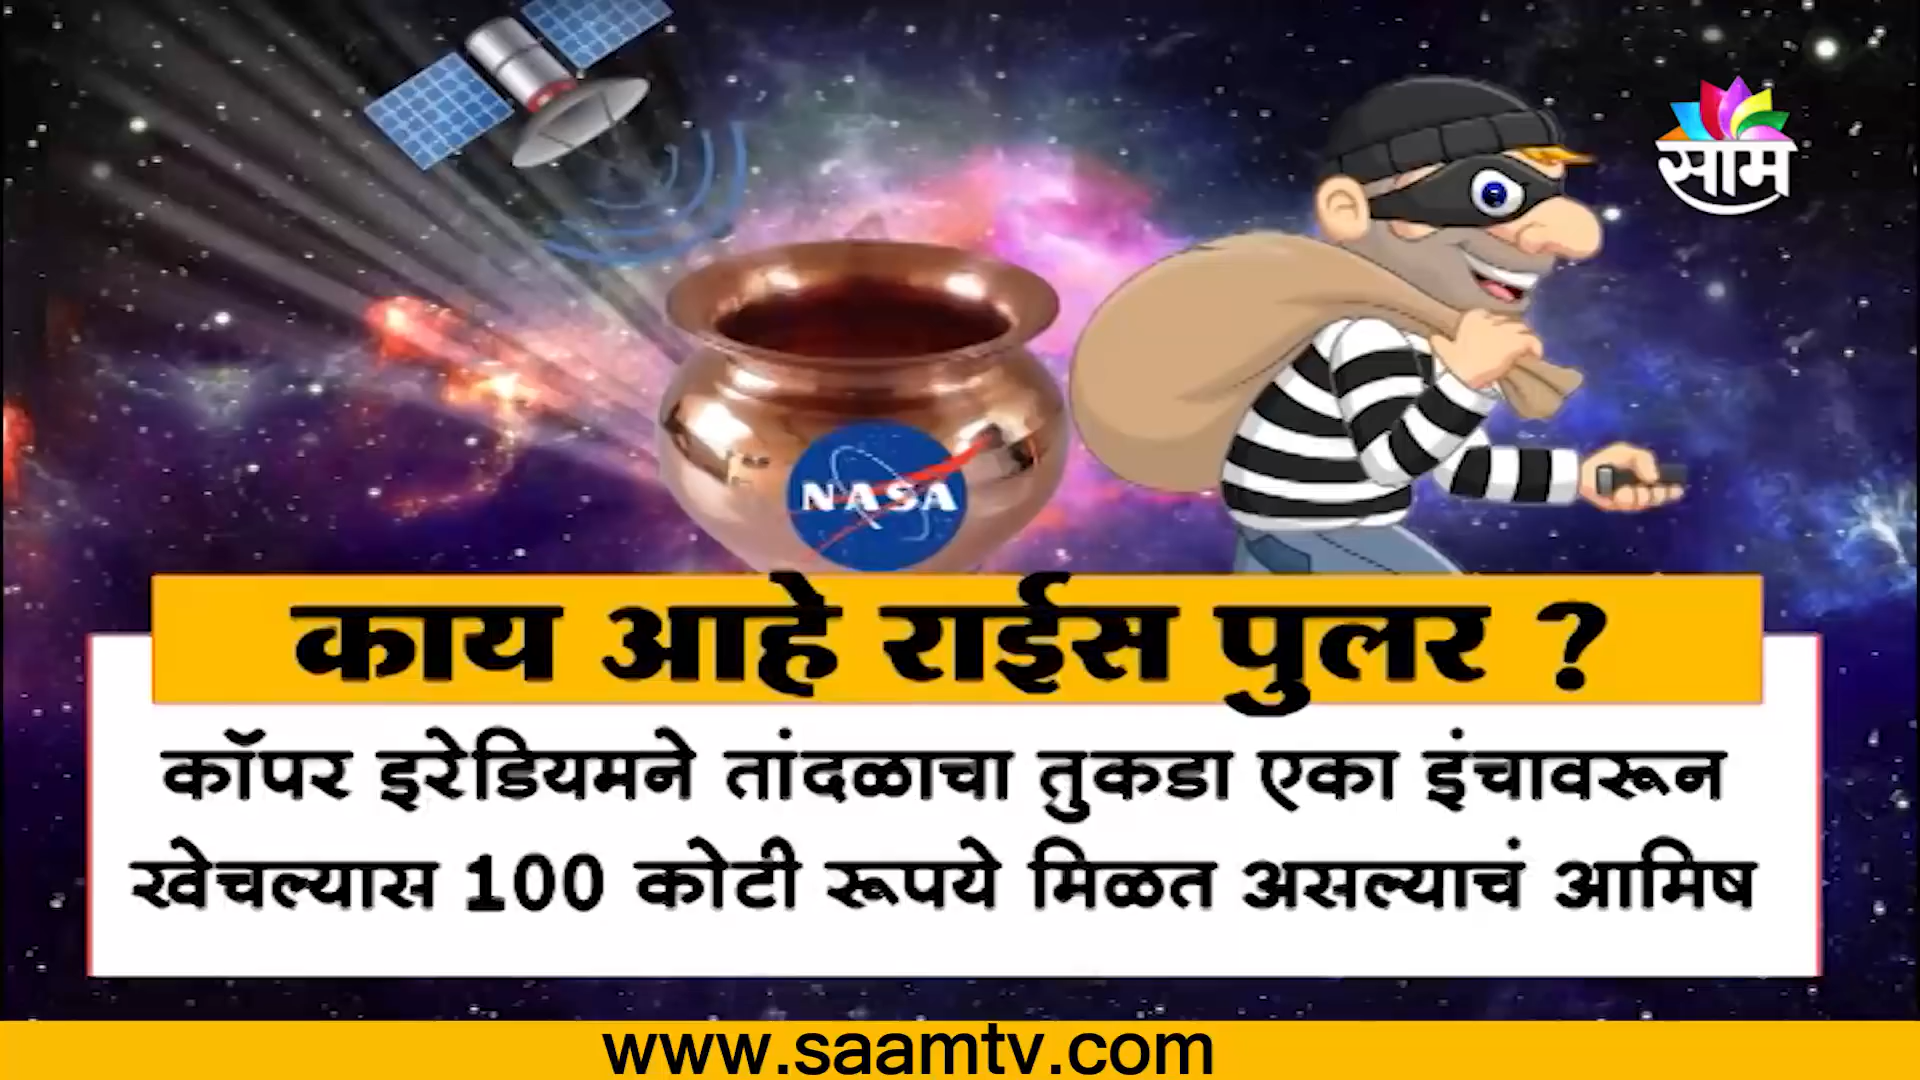 साम
NASA
काय आहे राईस पुलर ?
कॉपर इरेडियमने तांदळाचा तुकडा एका इंचावरून
खेचल्यास 100 कोटी रूपये मिळत असल्याचं आमिष
www.saamtv.com